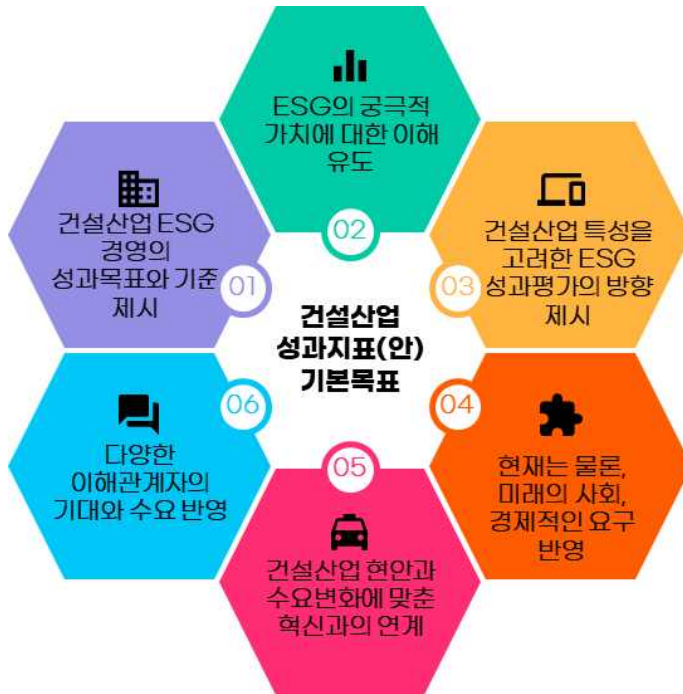 건설산업
성과지표(안)
기본목표
01
건설산업 ESG
경영의
성과목표와 기준
제시
02
ESG의 궁극적
가치에 대한 이해
유도
03
건설산업 특성을
고려한 ESG
성과평가의 방향
제시
04
현재는 물론,
미래의 사회,
경제적인 요구
반영
05
건설산업 현안과
수요변화에 맞춘
혁신과의 연계
06
다양한
이해관계자의
기대와 수요 반영